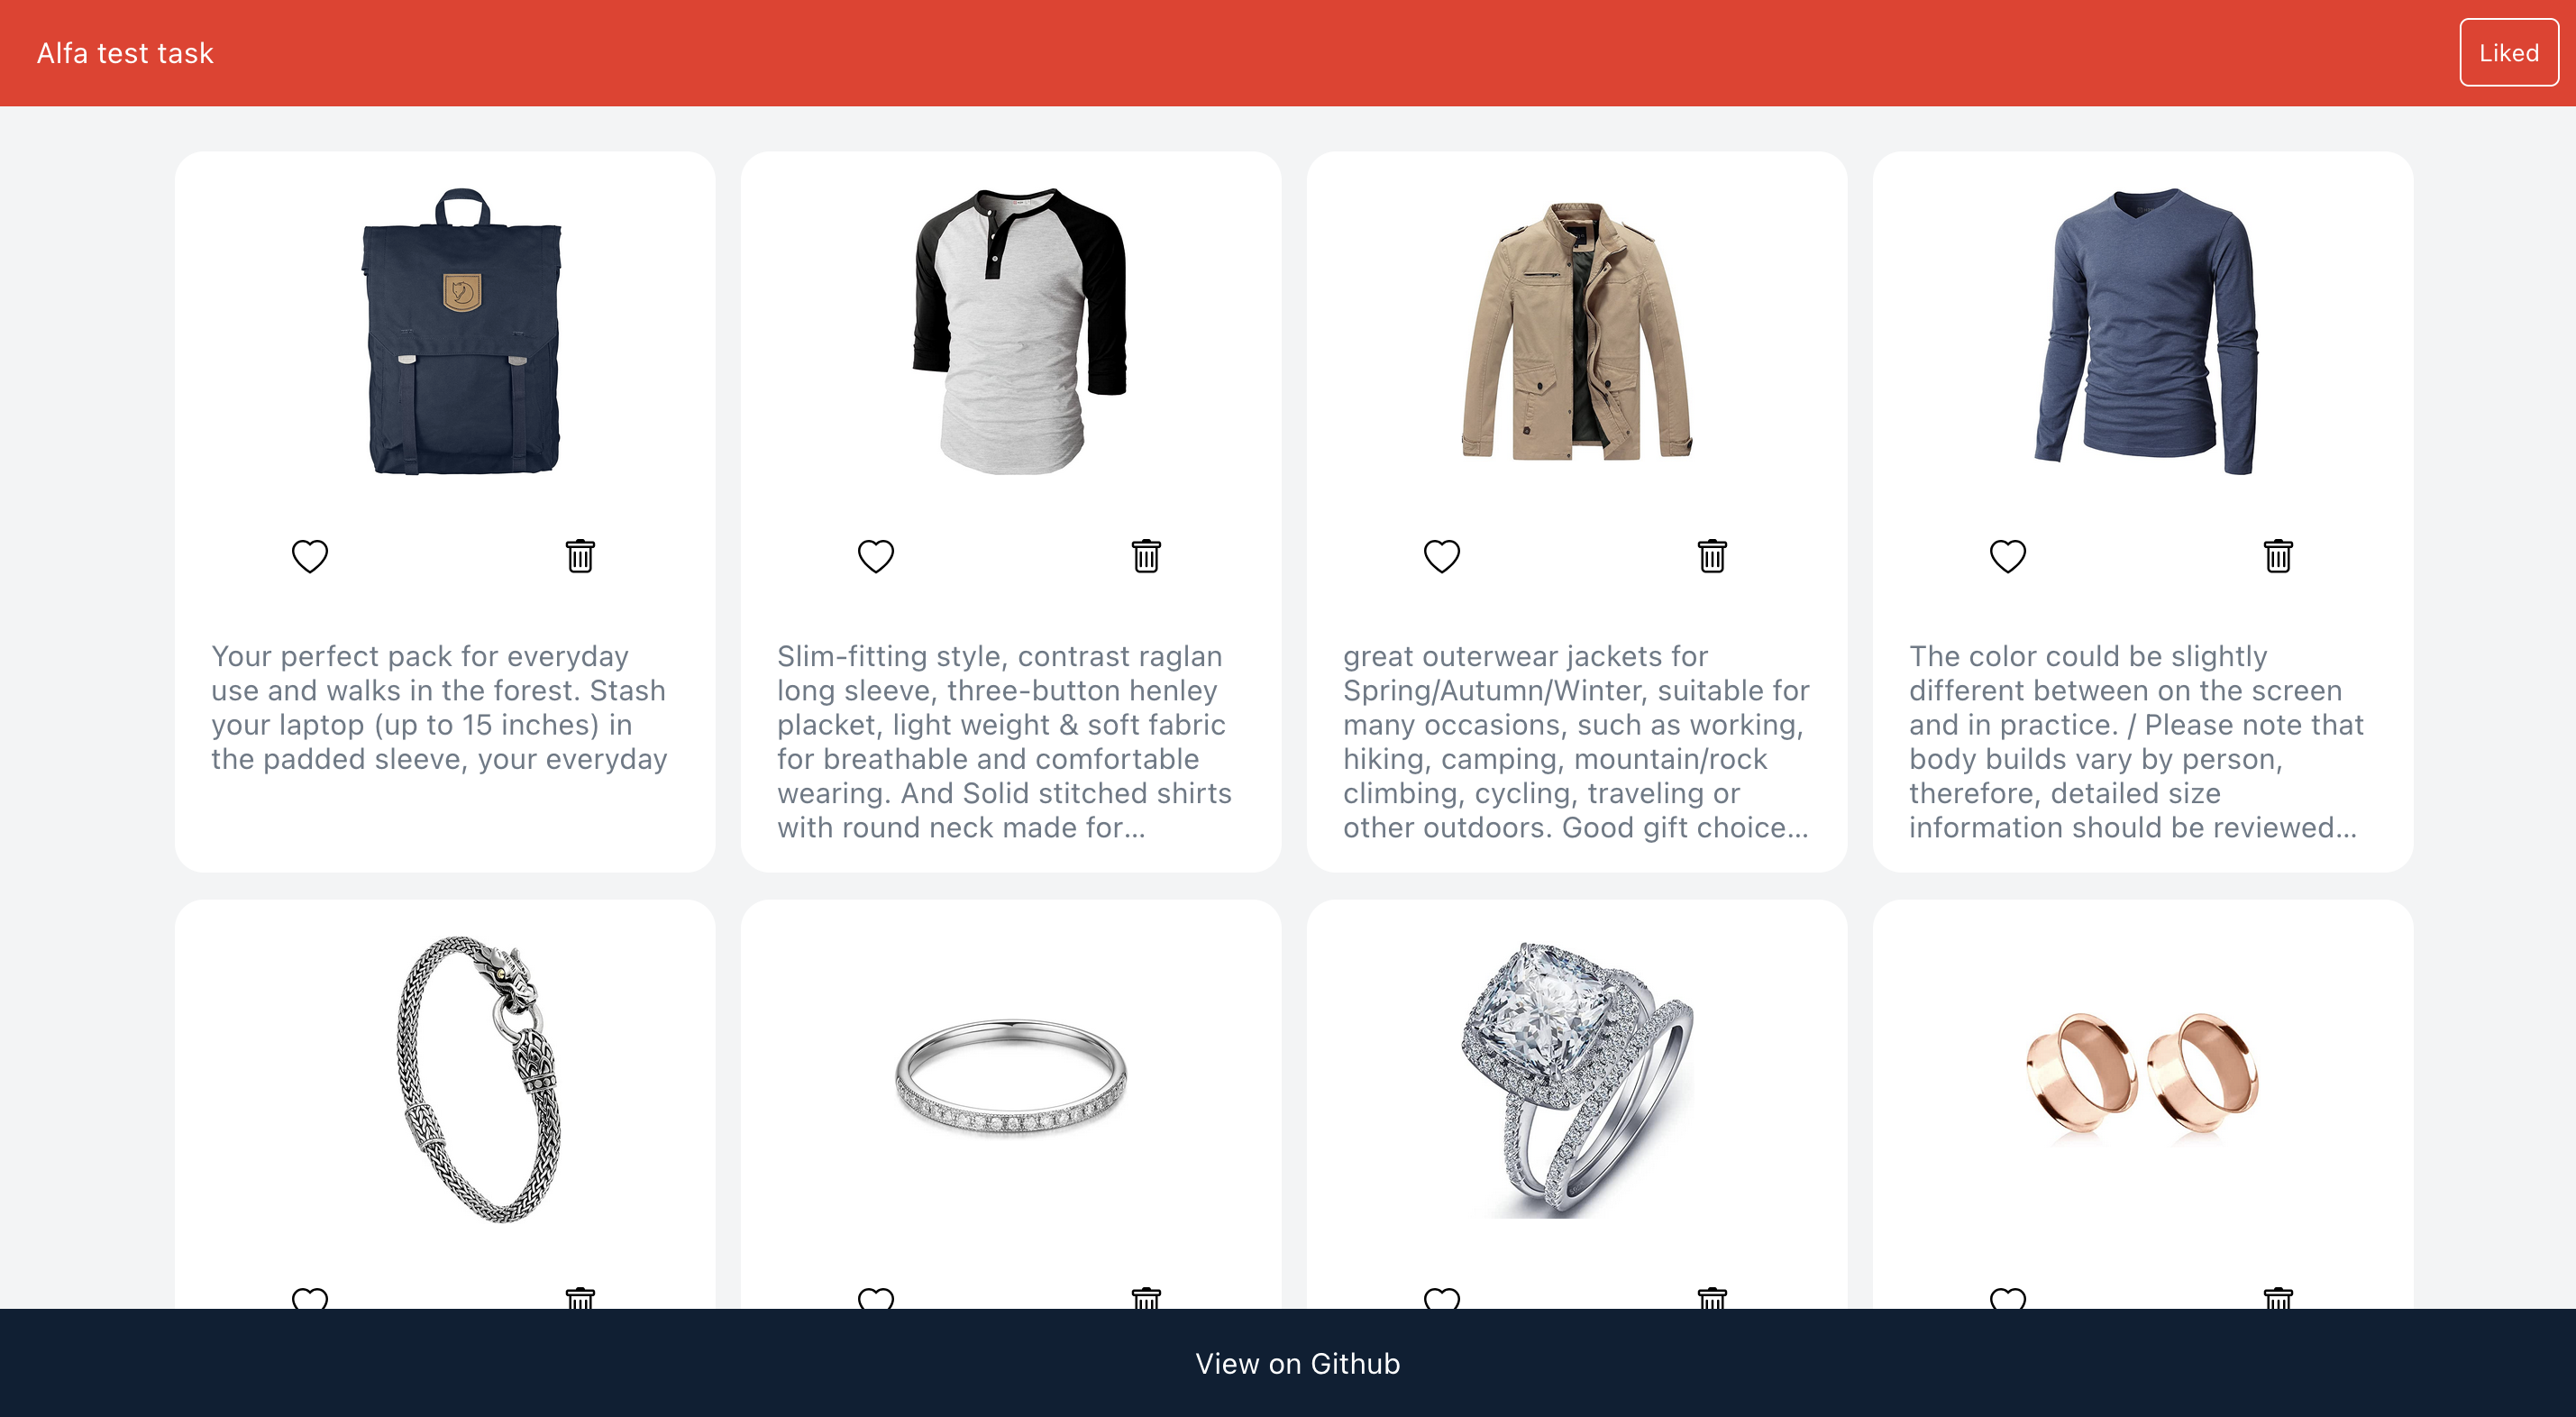 Alfa test task
Liked
Your perfect pack for everyday
use and walks in the forest. Stash
your laptop (up to 15 inches) in
the padded sleeve, your everyday
Slim-fitting style, contrast raglan
long sleeve, three-button henley
placket, light weight & soft fabric
for breathable and comfortable
wearing. And Solid stitched shirts
with round neck made for...
great outerwear jackets for
Spring/Autumn/Winter, suitable for
many occasions, such as working,
hiking, camping, mountain/rock
climbing, cycling, traveling or
other outdoors. Good gift choice...
The color could be slightly
different between on the screen
and in practice. / Please note that
body builds vary by person,
therefore, detailed size
information should be reviewed...
View on Github